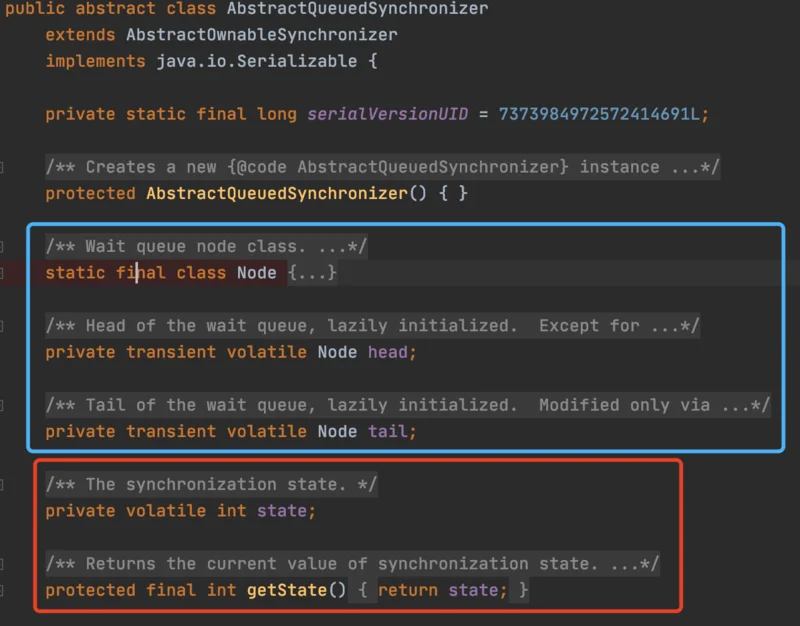 public abstract class AbstractQueuedSynchronizer
extends AbstractOwnableSynchronizer
implements java.io.Serializable {
private static final long serialVersionUID = 7373984972572414691L;
/** Creates a new {@code AbstractQueuedSynchronizer} instance ...*/
protected AbstractQueuedSynchronizer() { }
/** Wait queue node class. ...*/
static final class Node {...}
/** Head of the wait queue, lazily initialized.  Except for ...*/
private transient volatile Node head;
/** Tail of the wait queue, lazily initialized.  Modified only via ...*/
private transient volatile Node tail;
/** The synchronization state. */
private volatile int state;
/** Returns the current value of synchronization state. ...*/
protected final int getState() { return state; }